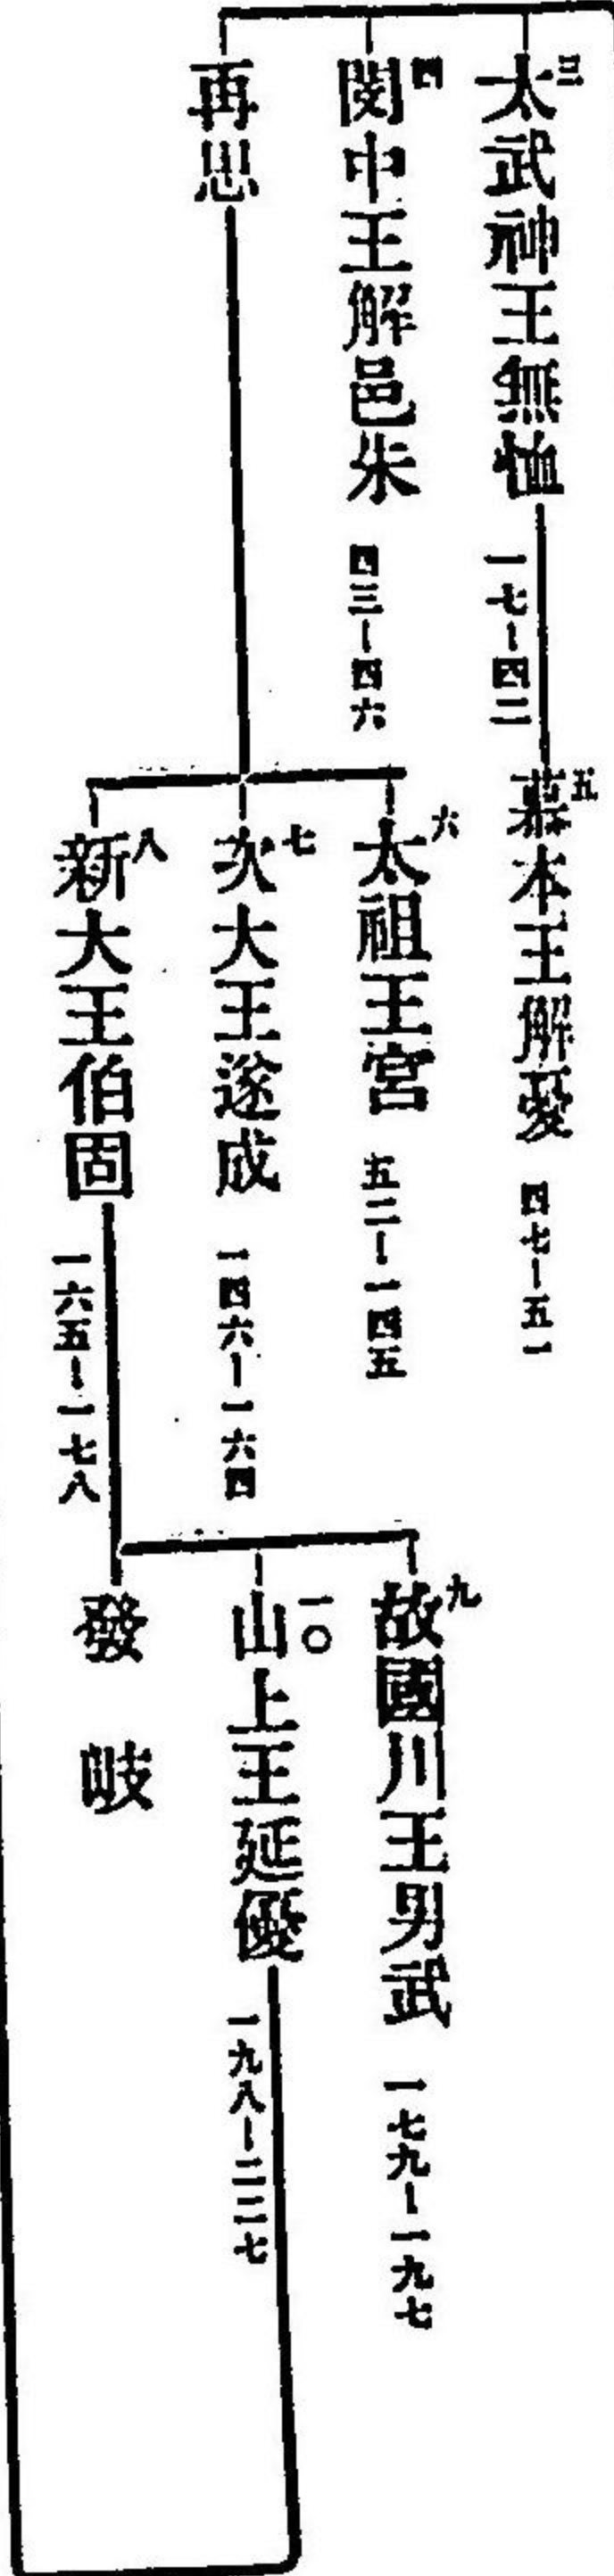 三
太武神王無恤 一七-四二
五
慕本王解愛 四七-五一
四
閔中王解邑朱 四三-四六
再思
六
太祖王宮 五二-一四五
七
次大王遂成 一四六-一六四
八
新大王伯固 一六五-一七八
九
故國川王男武 一七九-一九七
一〇
山上王延優 一九八-二二七
發岐